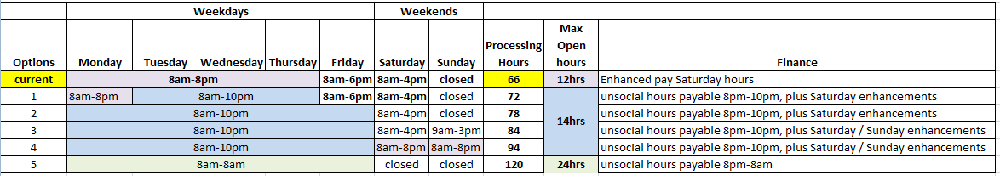 Weekdays Weekends
Options Monday Tuesday Wednesday Thursday Friday Saturday Sunday Processing Hours Max Open hours Finance
current 8am-8pm 8am-6pm 8am-4pm closed 66 12hrs Enhanced pay Saturday hours
1 8am-8pm 8am-10pm 8am-6pm 8am-4pm closed 72 14hrs unsocial hours payable 8pm-10pm, plus Saturday enhancements
2 8am-10pm 8am-4pm closed 78 unsocial hours payable 8pm-10pm, plus Saturday enhancements
3 8am-10pm 8am-4pm 9am-3pm 84 unsocial hours payable 8pm-10pm, plus Saturday / Sunday enhancements
4 8am-10pm 8am-8pm 8am-8pm 94 unsocial hours payable 8pm-10pm, plus Saturday / Sunday enhancements
5 8am-8am closed closed 120 24hrs unsocial hours payable 8pm-8am